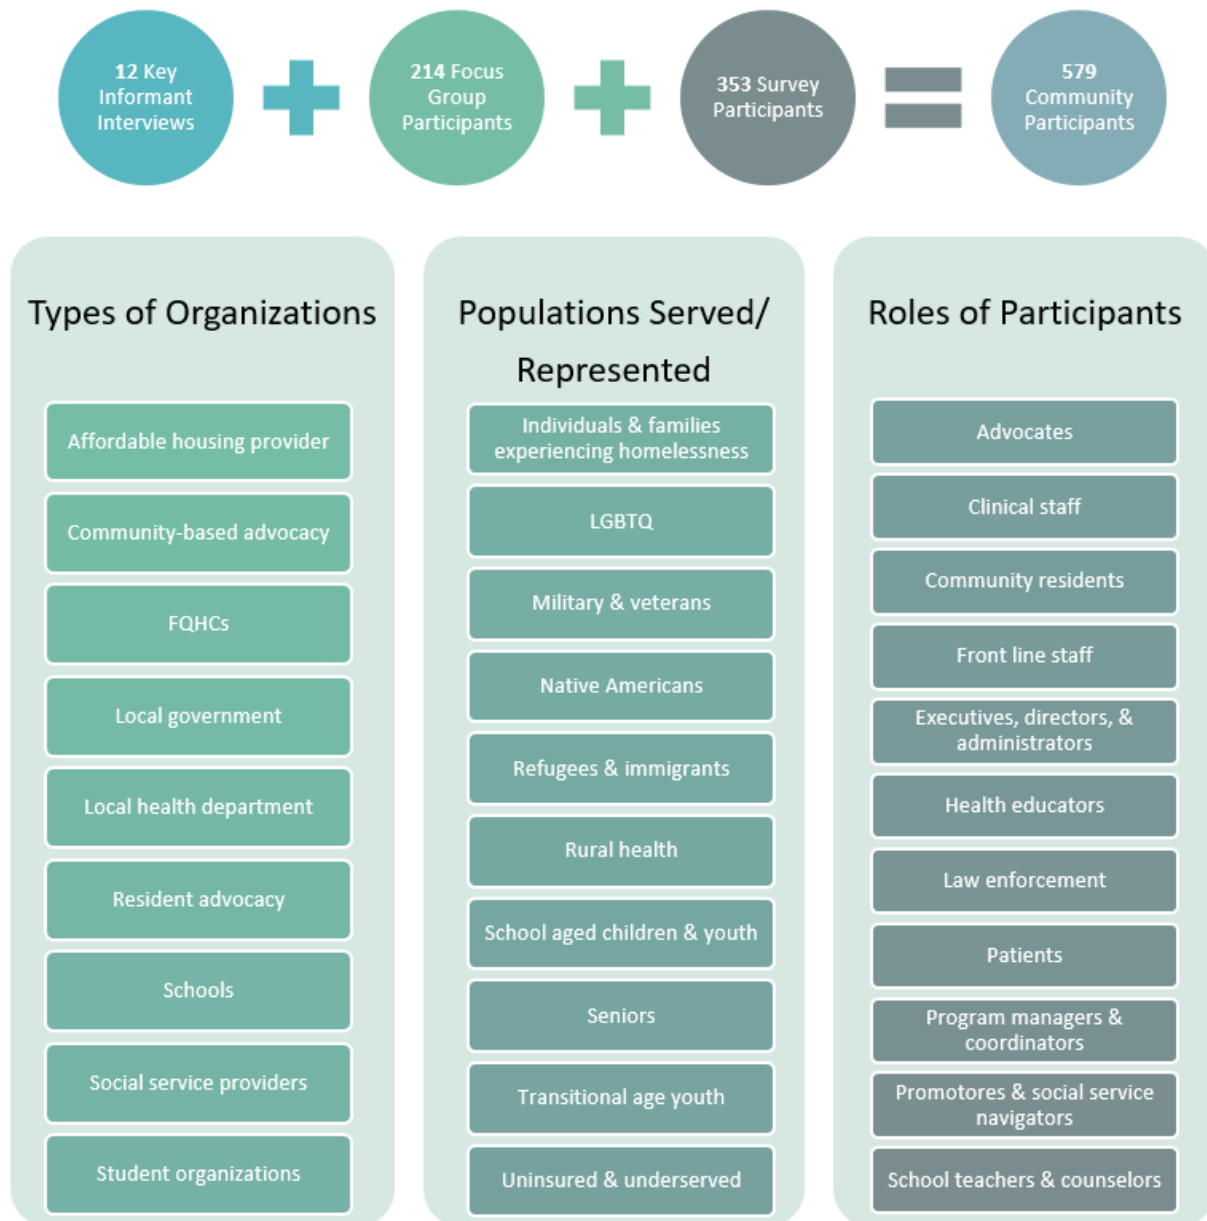 12 Key
Informant
Interviews
214 Focus
Group
Participants
353 Survey
Participants
579
Community
Participants
Types of Organizations
Affordable housing provider
Community-based advocacy
FQHCs
Local government
Local health department
Resident advocacy
Schools
Social service providers
Student organizations
Populations Served/
Represented
Individuals & families
experiencing homelessness
LGBTQ
Military & veterans
Native Americans
Refugees & immigrants
Rural health
School aged children & youth
Seniors
Transitional age youth
Uninsured & underserved
Roles of Participants
Advocates
Clinical staff
Community residents
Front line staff
Executives, directors, &
administrators
Health educators
Law enforcement
Patients
Program managers &
coordinators
Promotores & social service
navigators
School teachers & counselors